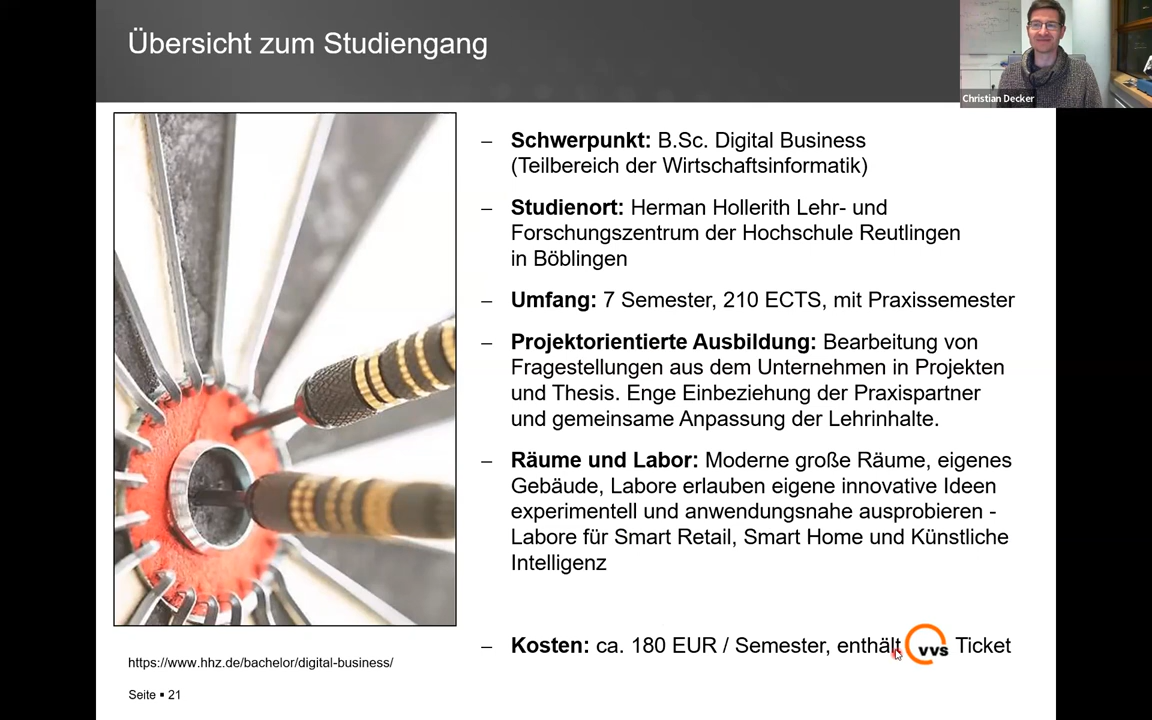 Übersicht zum Studiengang
Christian Decker
– Schwerpunkt: B.Sc. Digital Business
(Teilbereich der Wirtschaftsinformatik)
– Studienort: Herman Hollerith Lehr- und
Forschungszentrum der Hochschule Reutlingen
in Böblingen
– Umfang: 7 Semester, 210 ECTS, mit Praxissemester
– Projektorientierte Ausbildung: Bearbeitung von
Fragestellungen aus dem Unternehmen in Projekten
und Thesis. Enge Einbeziehung der Praxispartner
und gemeinsame Anpassung der Lehrinhalte.
– Räume und Labor: Moderne große Räume, eigenes
Gebäude, Labore erlauben eigene innovative Ideen
experimentell und anwendungsnahe ausprobieren -
Labore für Smart Retail, Smart Home und Künstliche
Intelligenz
– Kosten: ca. 180 EUR / Semester, enthält vvs Ticket
https://www.hhz.de/bachelor/digital-business/
Seite ▪ 21